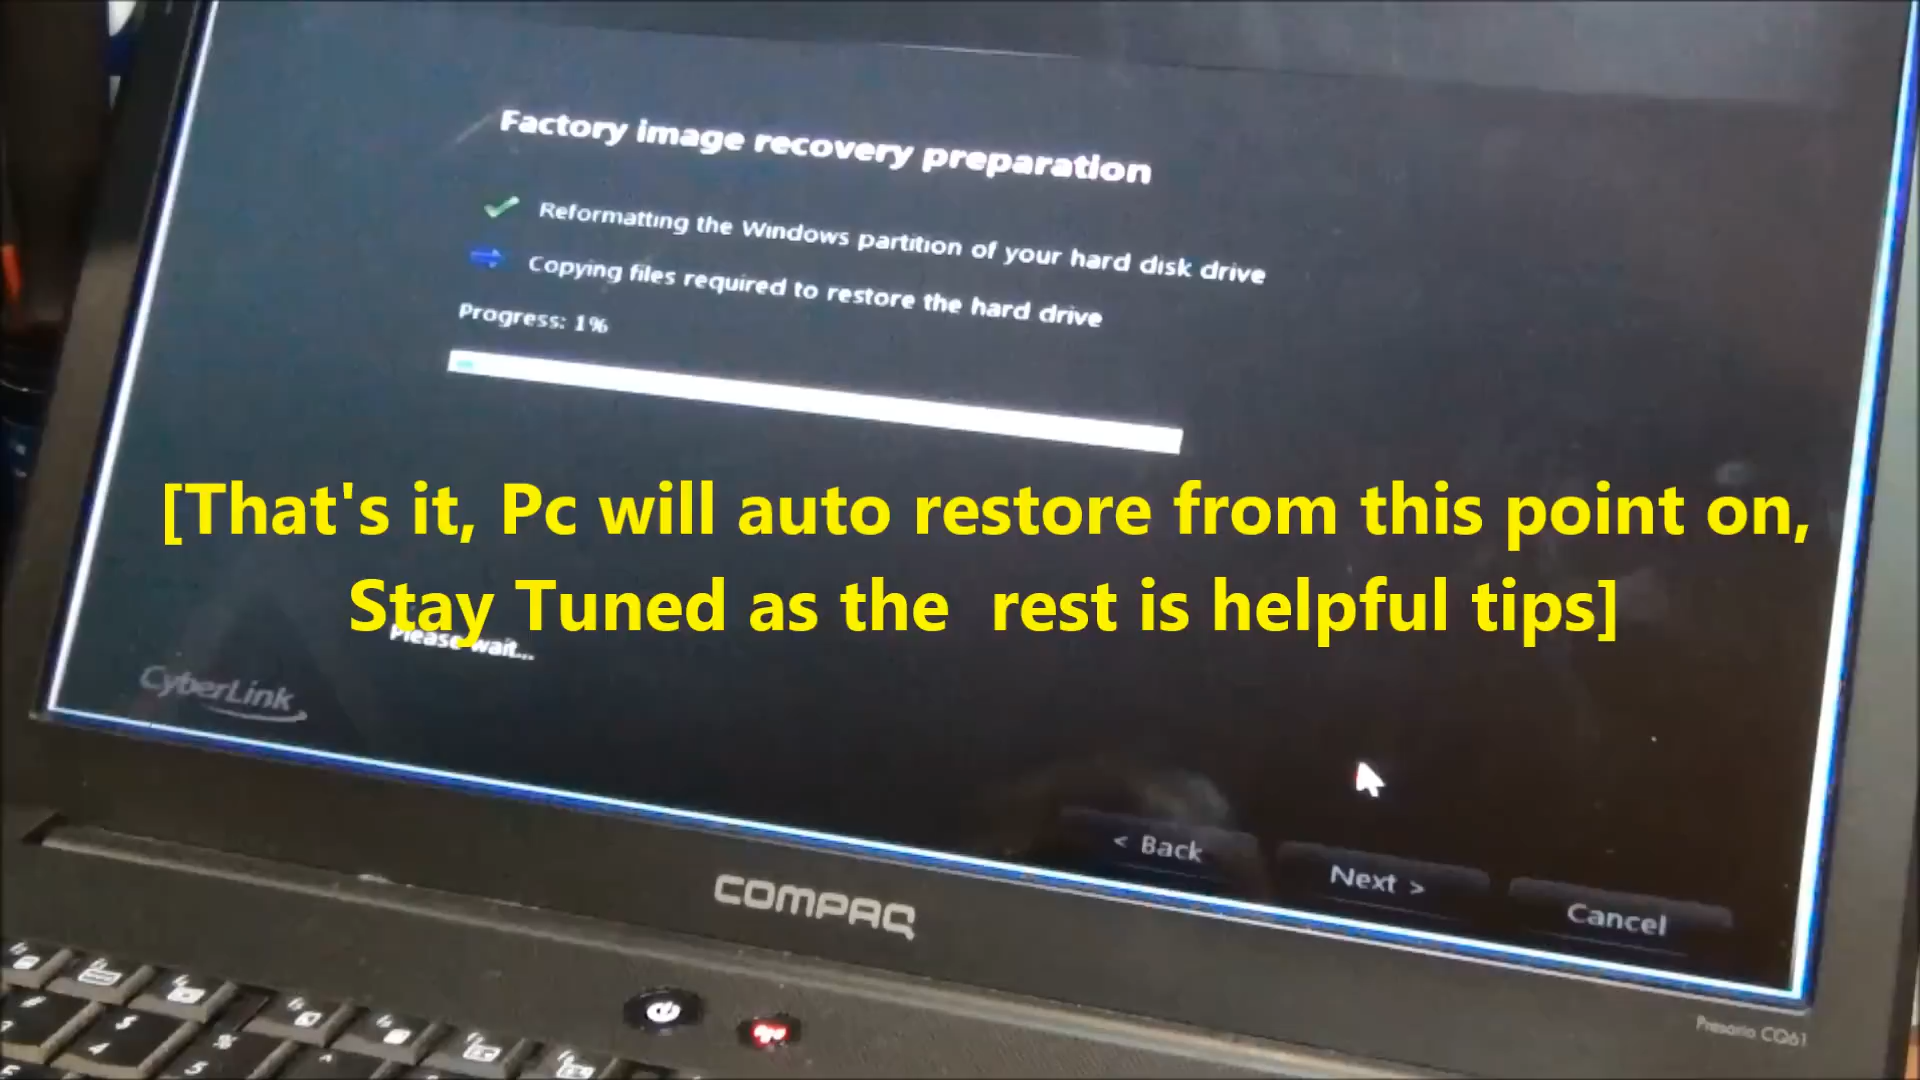 Factory image recovery preparation
Reformatting the Windows partition of your hard disk drive
Copying files required to restore the hard drive
Progress: 1%
[That's it, Pc will auto restore from this point on,
Stay Tuned as the rest is helpful tips]
Please wait...
CyberLink
< Back
Next >
Cancel
COMPAQ
Presario CQ61
4
5